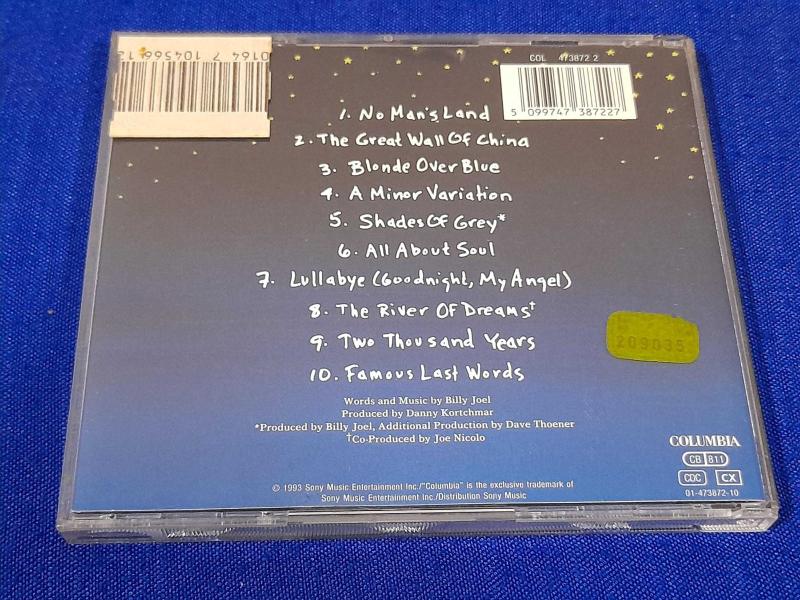 0164 7 104566 12
COL 473872 2
5 099747 387227
1. No Man's Land
2. The Great Wall Of China
3. Blonde Over Blue
4. A Minor Variation
5. Shades Of Grey*
6. All About Soul
7. Lullabye (Goodnight, My Angel)
8. The River Of Dreams†
9. Two Thousand Years
10. Famous Last Words
209035
Words and Music by Billy Joel
Produced by Danny Kortchmar
*Produced by Billy Joel, Additional Production by Dave Thoener
†Co-Produced by Joe Nicolo
COLUMBIA
CB 811
CDC CX
01-473872-10
© 1993 Sony Music Entertainment Inc./"Columbia" is the exclusive trademark of
Sony Music Entertainment Inc./Distribution Sony Music